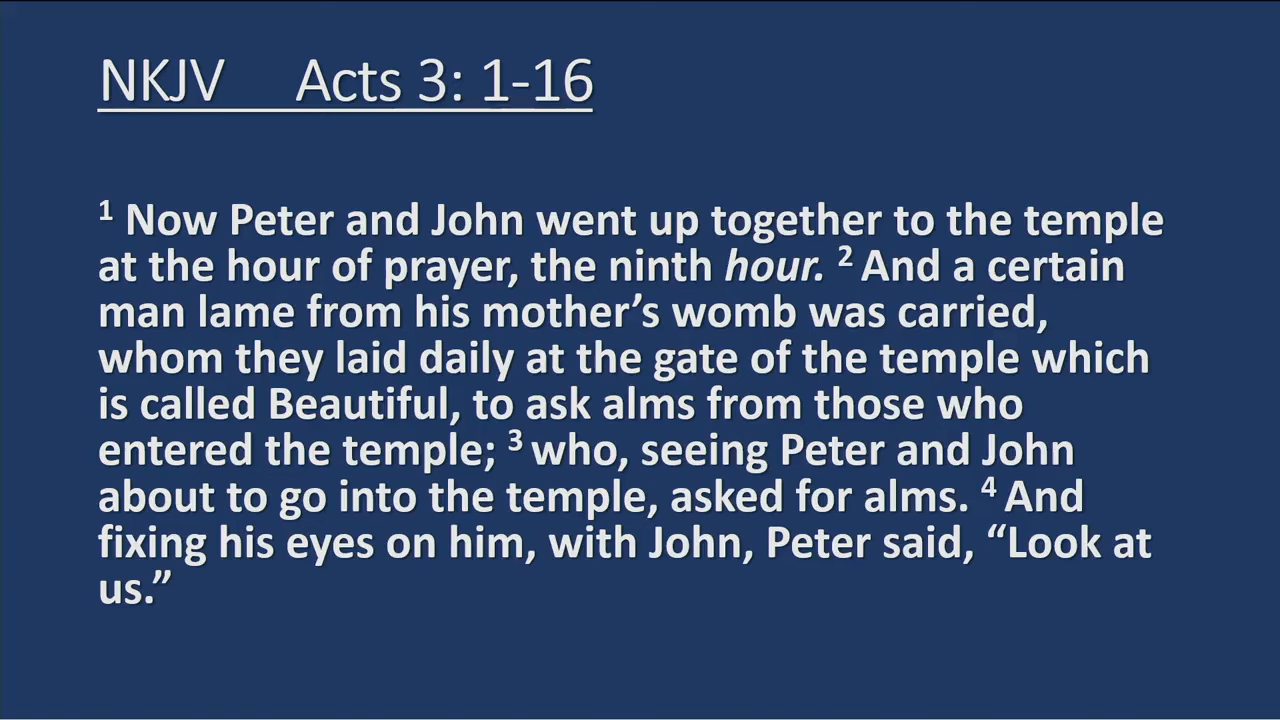 NKJV Acts 3: 1-16
1 Now Peter and John went up together to the temple
at the hour of prayer, the ninth hour. 2 And a certain
man lame from his mother’s womb was carried,
whom they laid daily at the gate of the temple which
is called Beautiful, to ask alms from those who
entered the temple; 3 who, seeing Peter and John
about to go into the temple, asked for alms. 4 And
fixing his eyes on him, with John, Peter said, “Look at
us.”